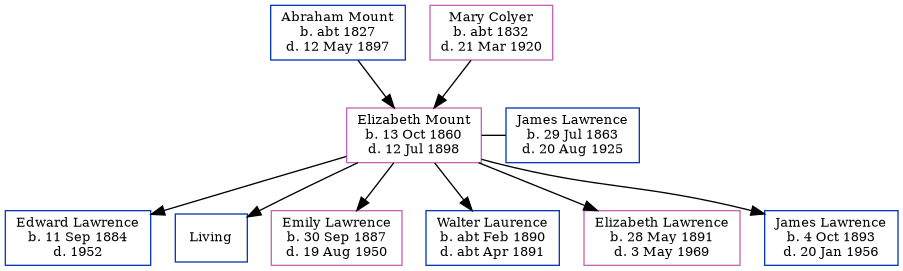 Abraham Mount
b. abt 1827
d. 12 May 1897
Mary Colyer
b. abt 1832
d. 21 Mar 1920
Elizabeth Mount
b. 13 Oct 1860
d. 12 Jul 1898
James Lawrence
b. 29 Jul 1863
d. 20 Aug 1925
Edward Lawrence
b. 11 Sep 1884
d. 1952
Living
Emily Lawrence
b. 30 Sep 1887
d. 19 Aug 1950
Walter Laurence
b. abt Feb 1890
d. abt Apr 1891
Elizabeth Lawrence
b. 28 May 1891
d. 3 May 1969
James Lawrence
b. 4 Oct 1893
d. 20 Jan 1956